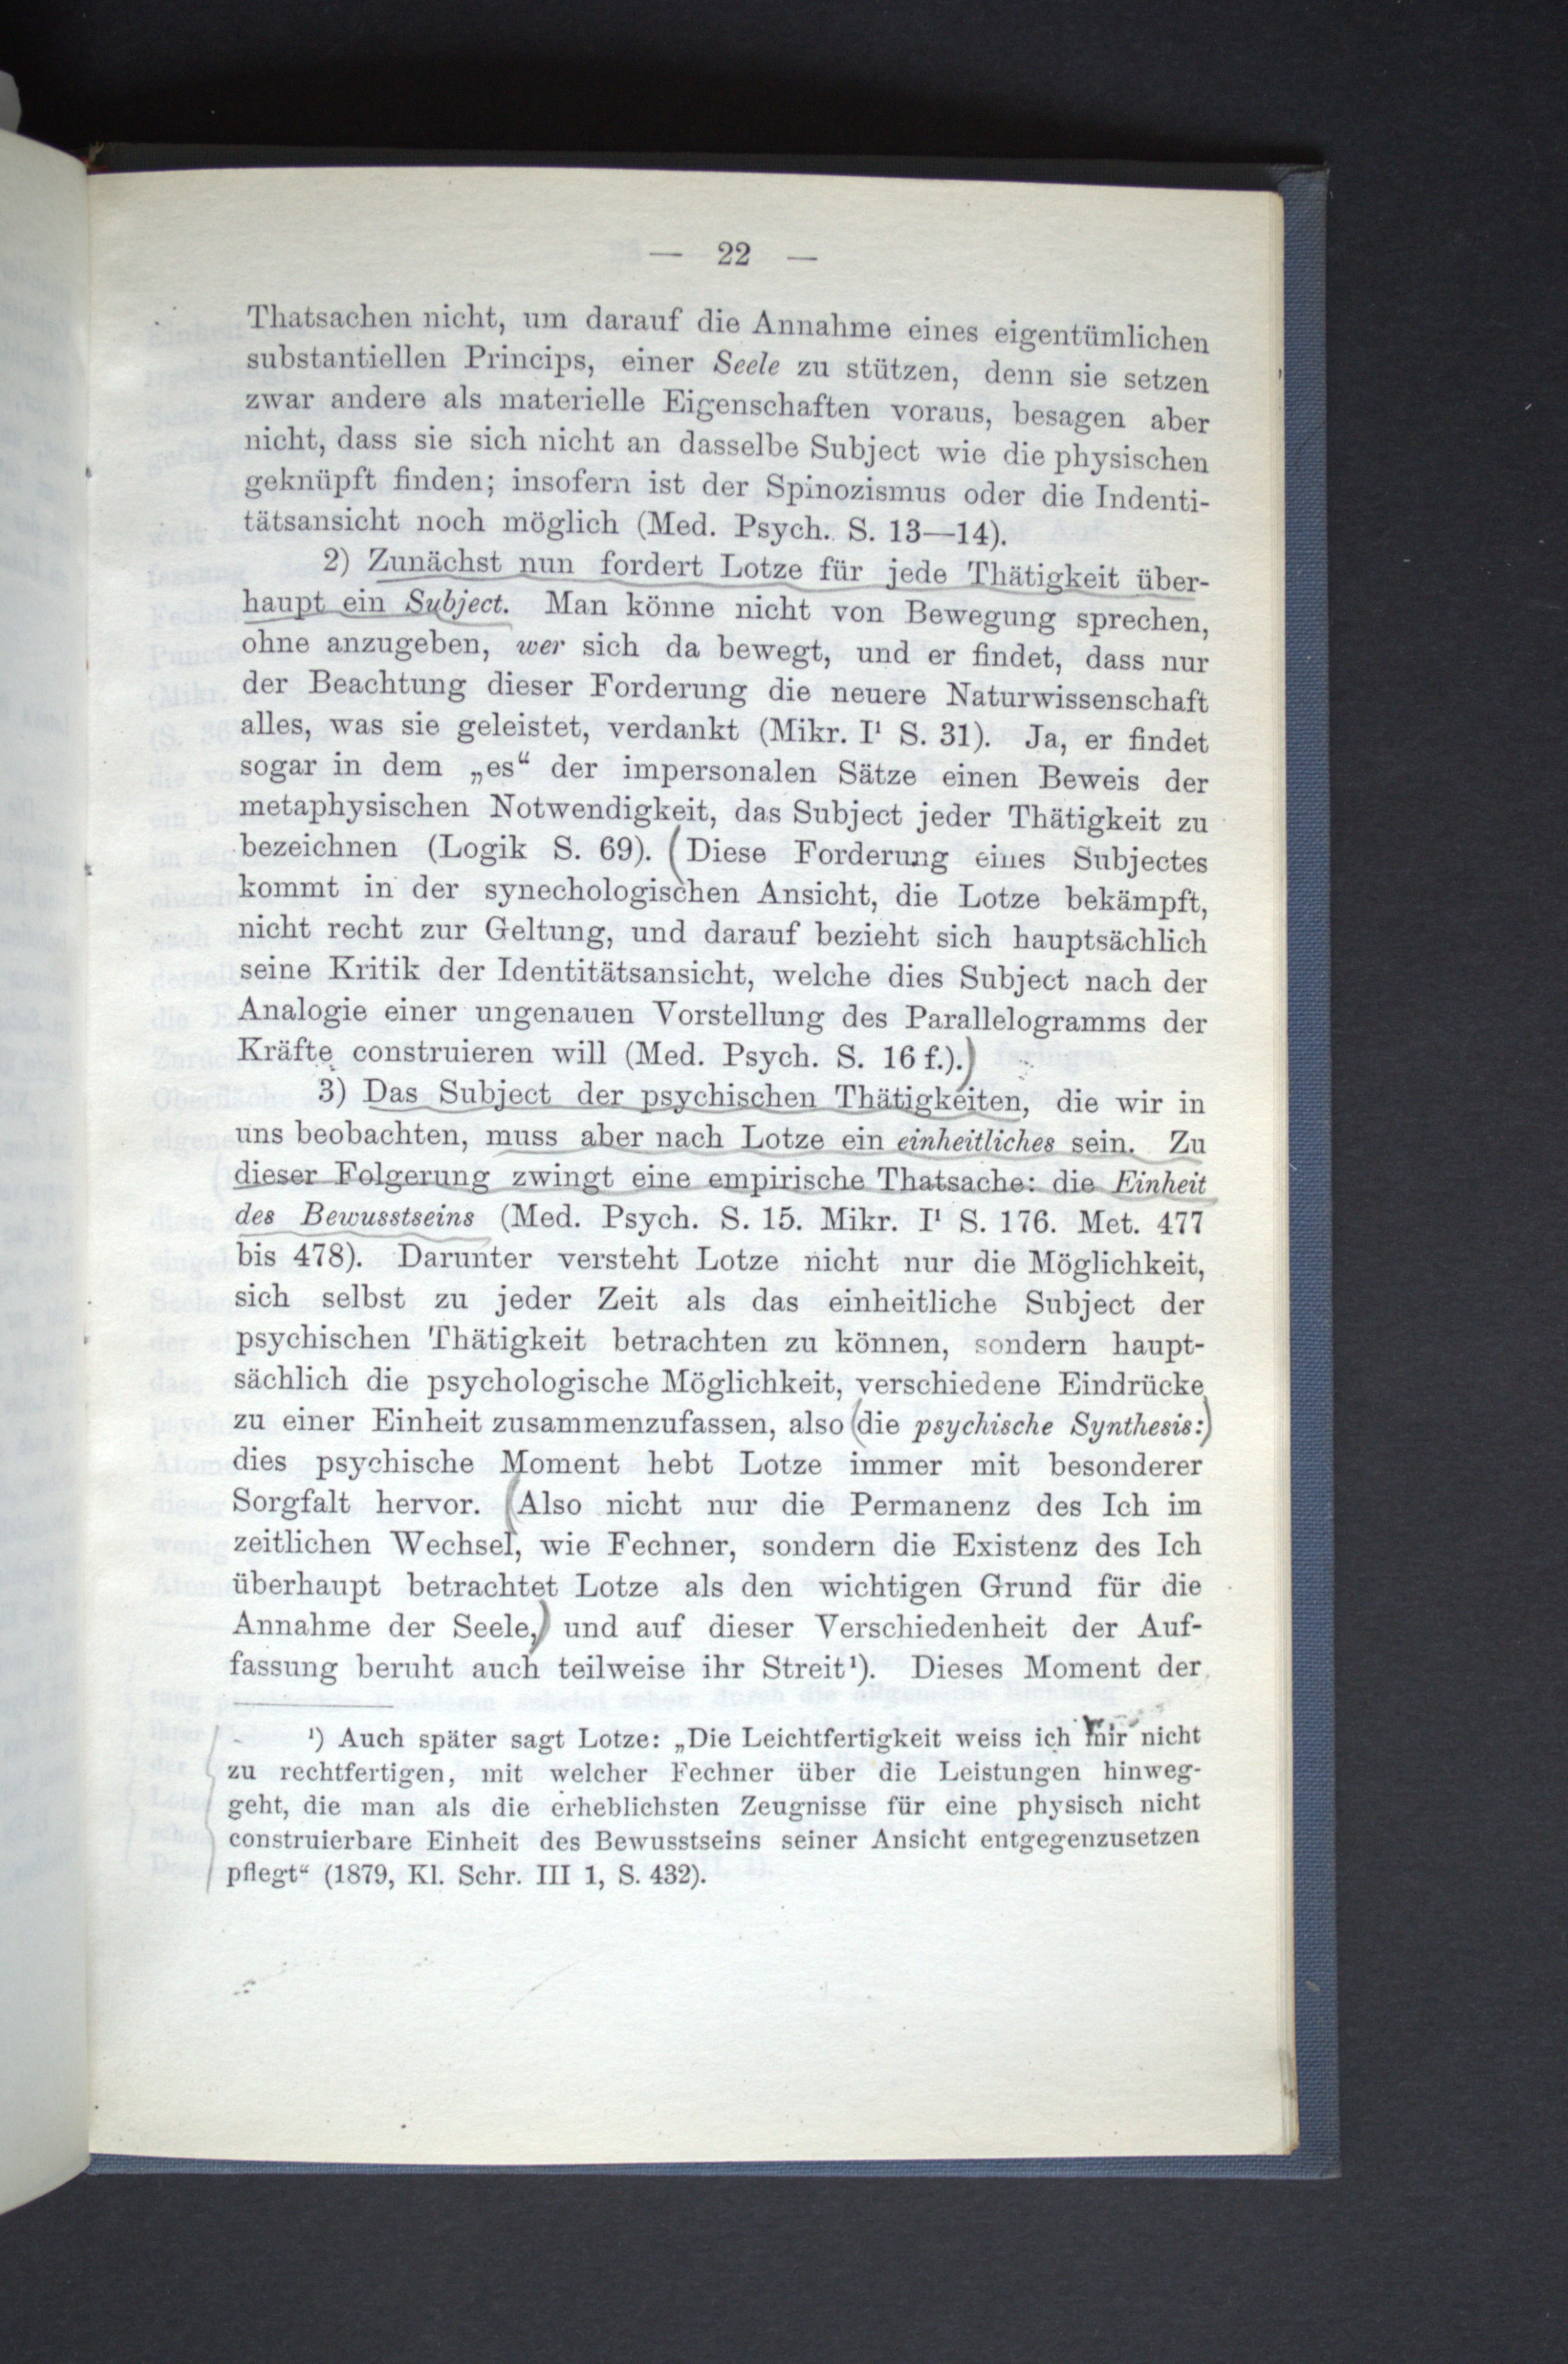 — 22 —
Thatsachen nicht, um darauf die Annahme eines eigentümlichen
substantiellen Princips, einer Seele zu stützen, denn sie setzen
zwar andere als materielle Eigenschaften voraus, besagen aber
nicht, dass sie sich nicht an dasselbe Subject wie die physischen
geknüpft finden; insofern ist der Spinozismus oder die Indenti-
tätsansicht noch möglich (Med. Psych. S. 13—14).
2) Zunächst nun fordert Lotze für jede Thätigkeit über-
haupt ein Subject. Man könne nicht von Bewegung sprechen,
ohne anzugeben, wer sich da bewegt, und er findet, dass nur
der Beachtung dieser Forderung die neuere Naturwissenschaft
alles, was sie geleistet, verdankt (Mikr. I¹ S. 31). Ja, er findet
sogar in dem „es“ der impersonalen Sätze einen Beweis der
metaphysischen Notwendigkeit, das Subject jeder Thätigkeit zu
bezeichnen (Logik S. 69). (Diese Forderung eines Subjectes
kommt in der synechologischen Ansicht, die Lotze bekämpft,
nicht recht zur Geltung, und darauf bezieht sich hauptsächlich
seine Kritik der Identitätsansicht, welche dies Subject nach der
Analogie einer ungenauen Vorstellung des Parallelogramms der
Kräfte construieren will (Med. Psych. S. 16 f.).)
3) Das Subject der psychischen Thätigkeiten, die wir in
uns beobachten, muss aber nach Lotze ein einheitliches sein. Zu
dieser Folgerung zwingt eine empirische Thatsache: die Einheit
des Bewusstseins (Med. Psych. S. 15. Mikr. I¹ S. 176. Met. 477
bis 478). Darunter versteht Lotze nicht nur die Möglichkeit,
sich selbst zu jeder Zeit als das einheitliche Subject der
psychischen Thätigkeit betrachten zu können, sondern haupt-
sächlich die psychologische Möglichkeit, verschiedene Eindrücke
zu einer Einheit zusammenzufassen, also (die psychische Synthesis:)
dies psychische Moment hebt Lotze immer mit besonderer
Sorgfalt hervor. (Also nicht nur die Permanenz des Ich im
zeitlichen Wechsel, wie Fechner, sondern die Existenz des Ich
überhaupt betrachtet Lotze als den wichtigen Grund für die
Annahme der Seele,) und auf dieser Verschiedenheit der Auf-
fassung beruht auch teilweise ihr Streit¹). Dieses Moment der
¹) Auch später sagt Lotze: „Die Leichtfertigkeit weiss ich mir nicht
zu rechtfertigen, mit welcher Fechner über die Leistungen hinweg-
geht, die man als die erheblichsten Zeugnisse für eine physisch nicht
construierbare Einheit des Bewusstseins seiner Ansicht entgegenzusetzen
pflegt“ (1879, Kl. Schr. III 1, S. 432).